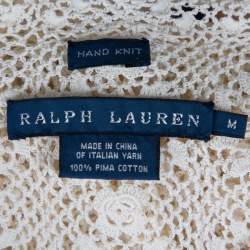 HAND KNIT
RALPH LAUREN M
MADE IN CHINA
OF ITALIAN YARN
100% PIMA COTTON